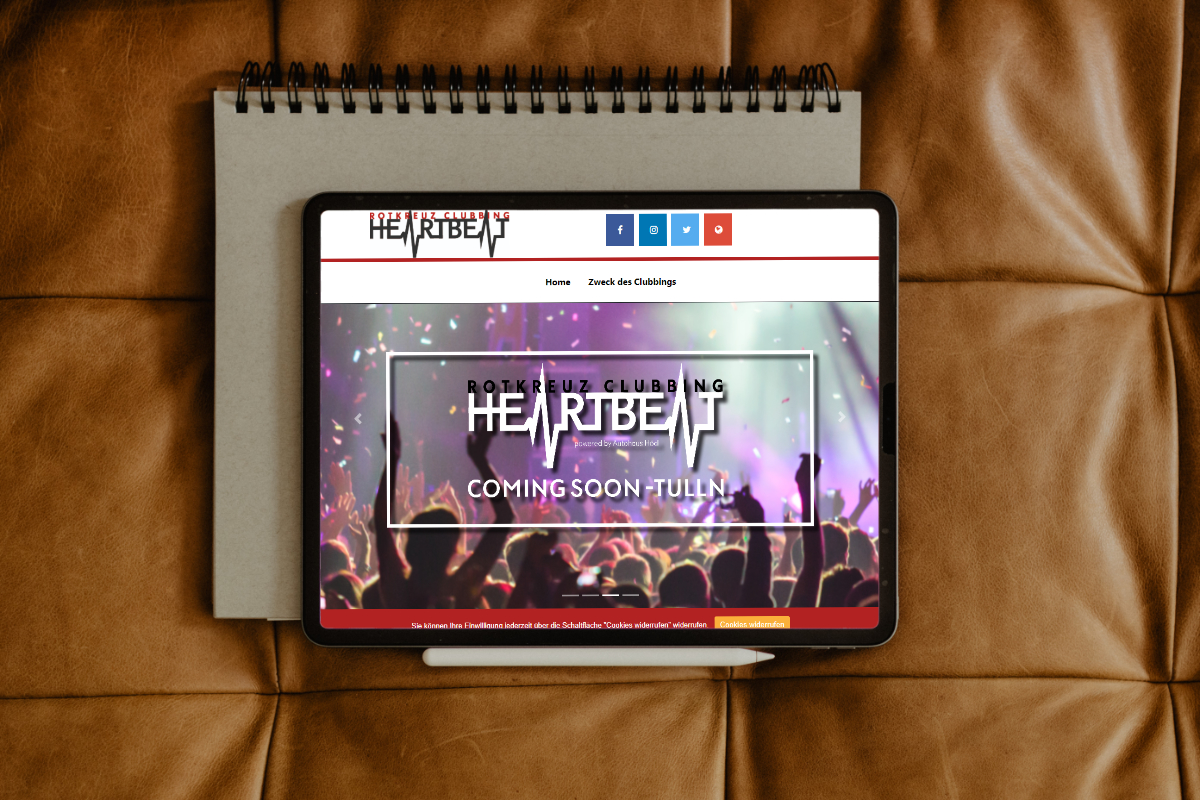 ROTKREUZ CLUBBING
HEARTBEAT
Home Zweck des Clubbings
ROTKREUZ CLUBBING
HEARTBEAT
powered by Autohaus Hödl
COMING SOON - TULLN
Sie können Ihre Einwilligung jederzeit über die Schaltfläche "Cookies widerrufen" widerrufen Cookies widerrufen